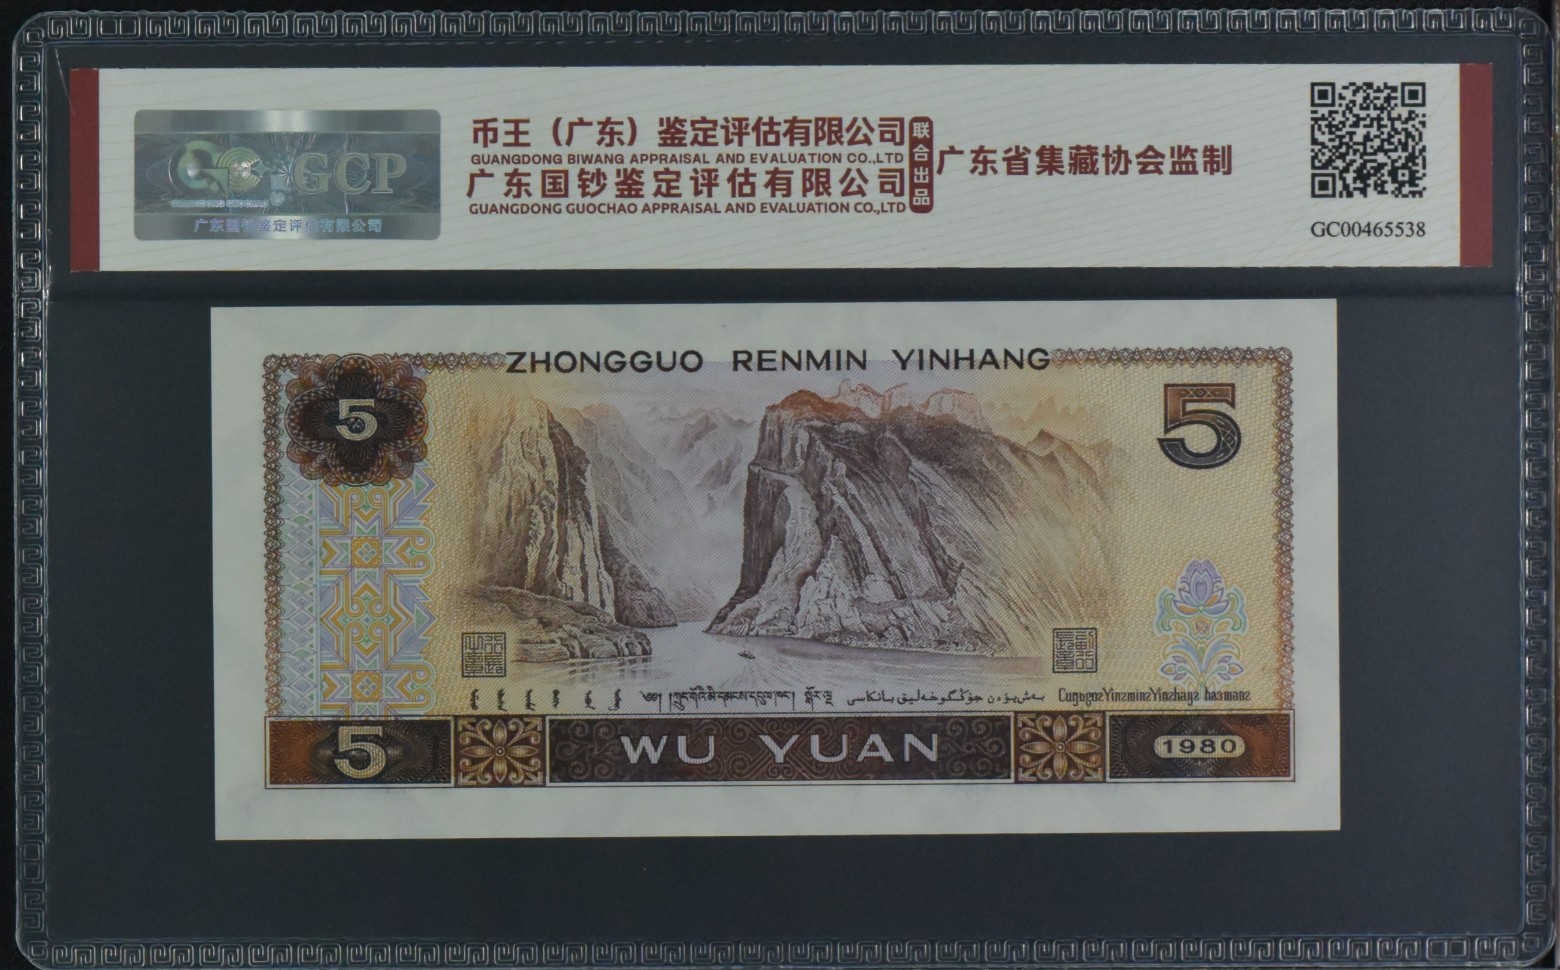 GCP
广东国钞鉴定评估有限公司
币王（广东）鉴定评估有限公司
GUANGDONG BIWANG APPRAISAL AND EVALUATION CO.,LTD
广东国钞鉴定评估有限公司
GUANGDONG GUOCHAO APPRAISAL AND EVALUATION CO.,LTD
联合出品
广东省集藏协会监制
GC00465538
ZHONGGUO RENMIN YINHANG
5
5
5
WU YUAN
1980